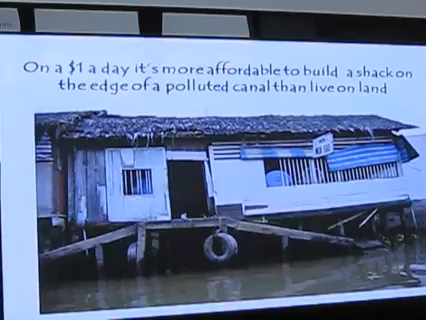 On a $1 a day it's more affordable to build a shack on
the edge of a polluted canal than live on land